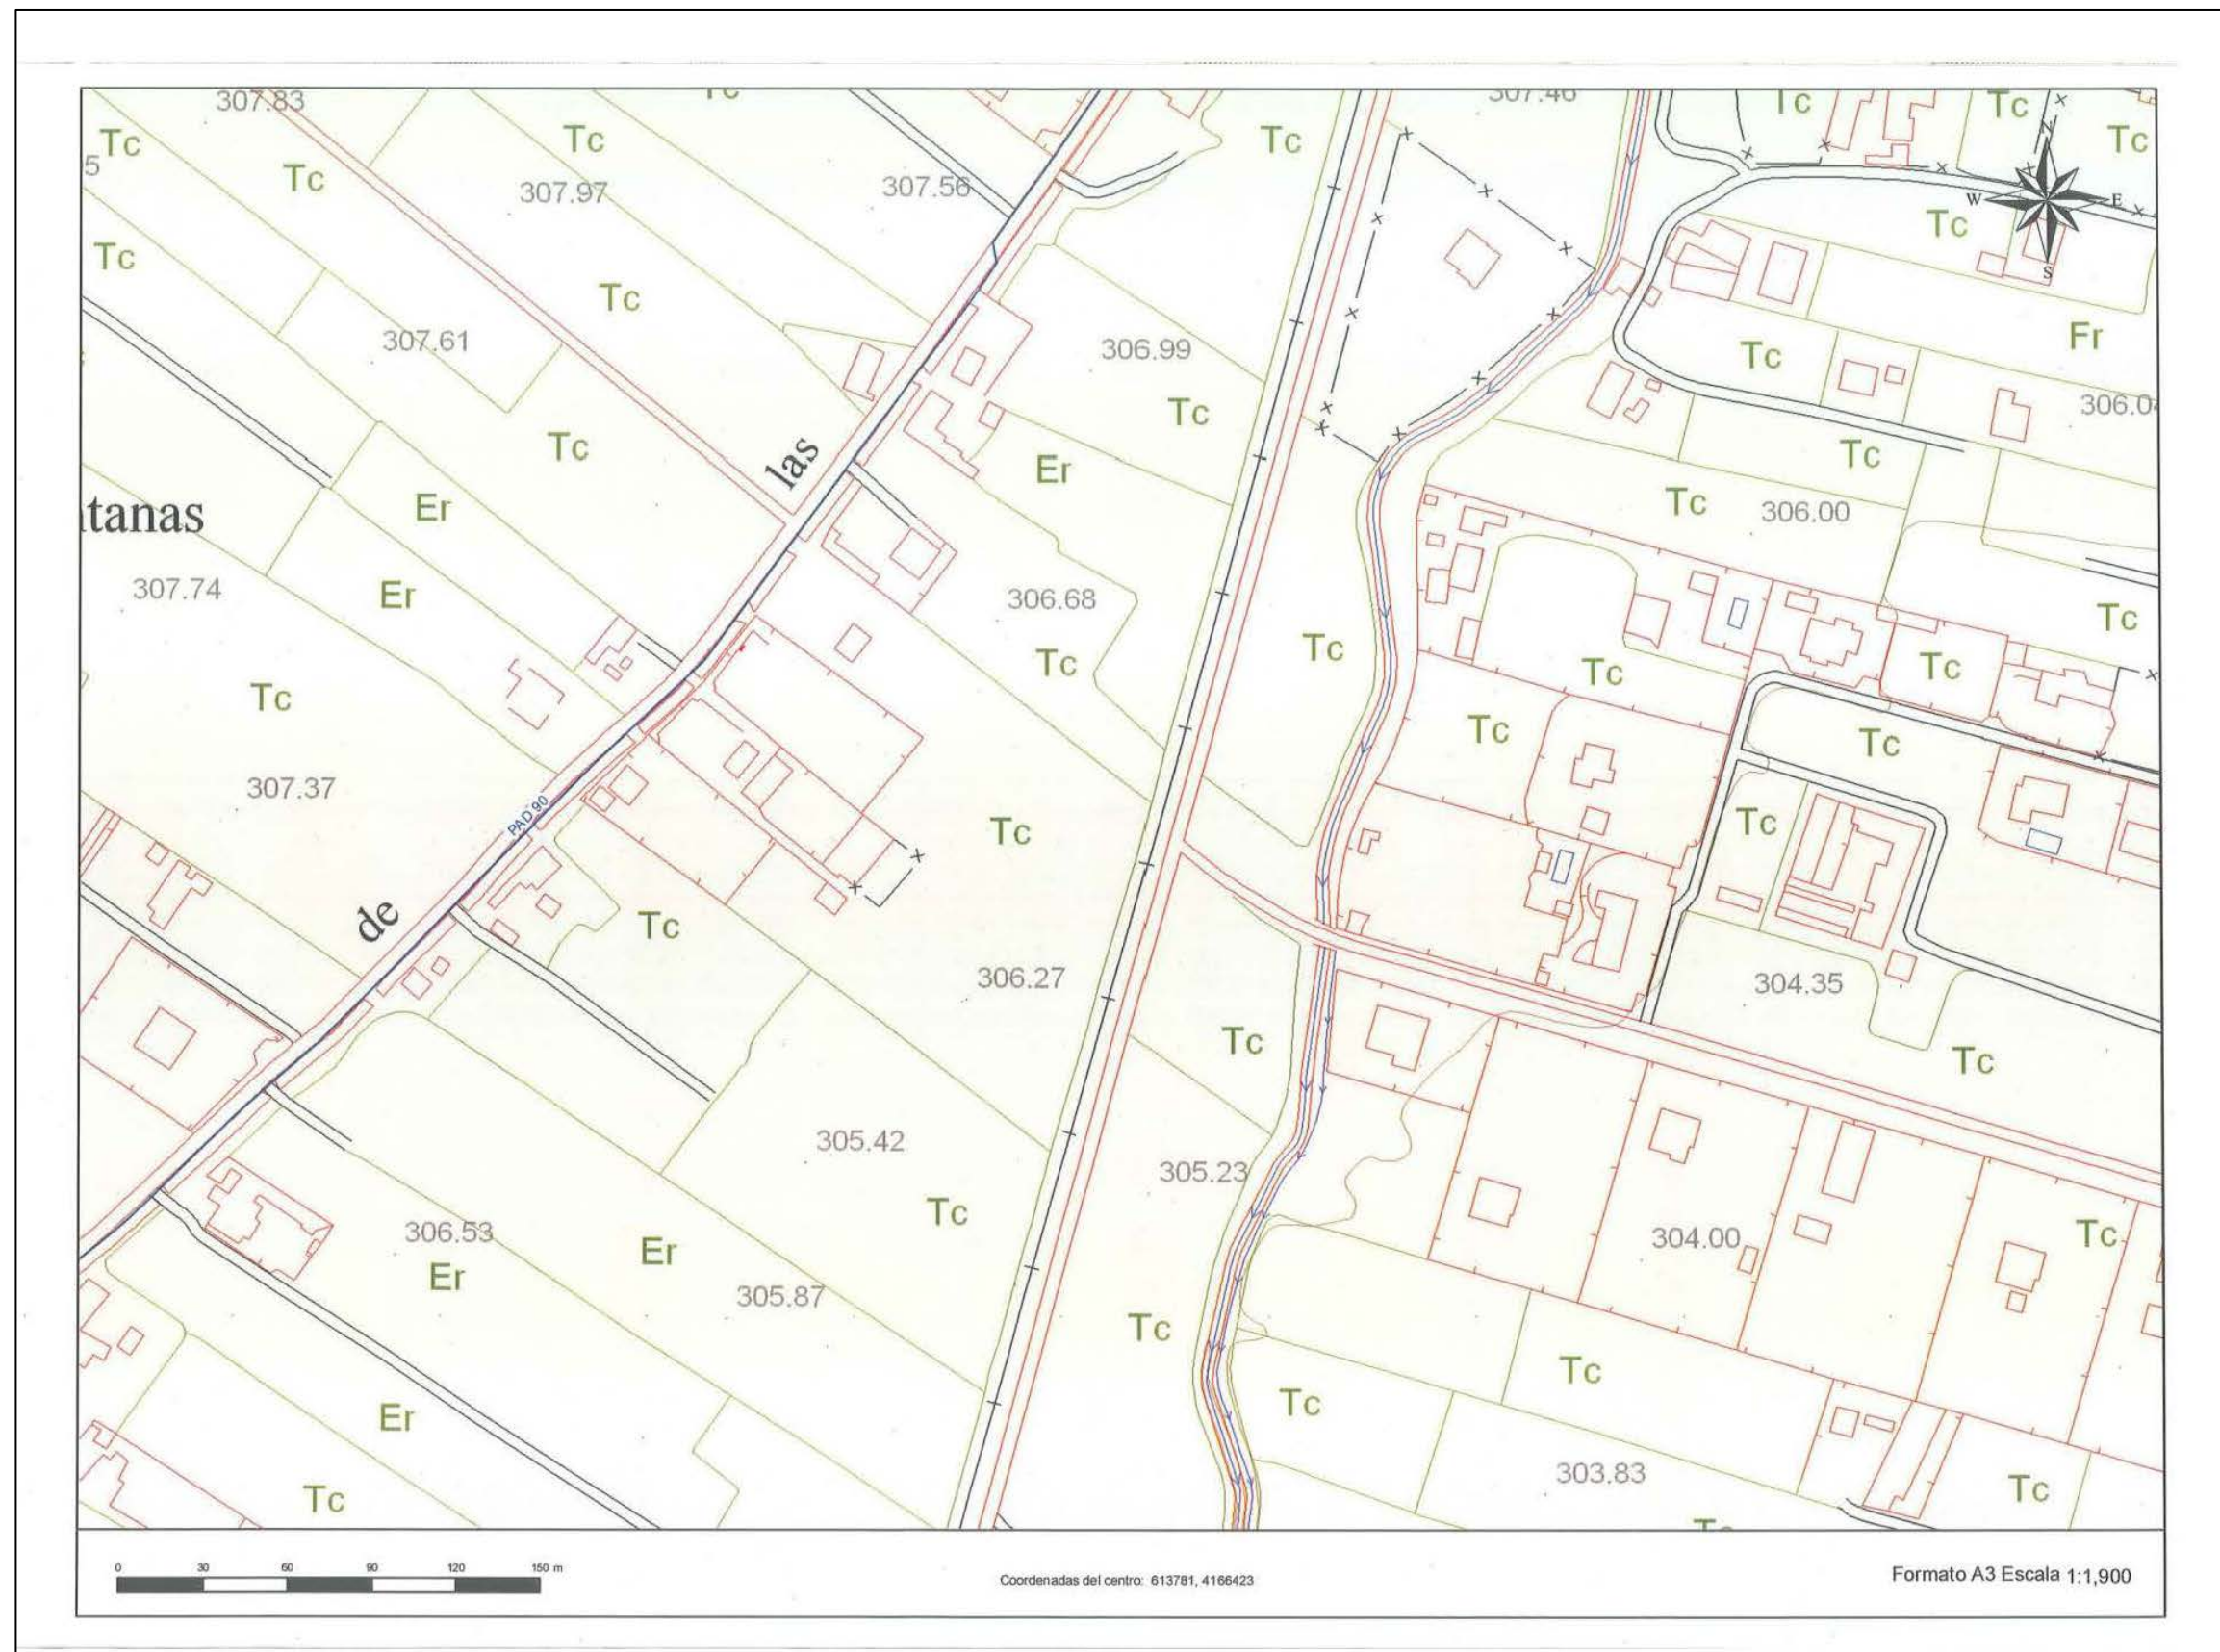 307.83
Tc
307.46
Tc
Tc
Tc
Tc
Tc
Tc
N
5
Tc
307.97
307.56
W
E
Tc
Tc
S
Tc
307.61
306.99
Tc
Fr
Tc
306.0
Tc
las
Er
Tc
Er
Tc
306.00
tanas
307.74
Er
306.68
Tc
Tc
Tc
Tc
Tc
Tc
Tc
Tc
Tc
307.37
PAD 90
Tc
Tc
de
Tc
306.27
304.35
Tc
Tc
305.42
305.23
Tc
306.53
Er
304.00
Tc
Er
305.87
Tc
Tc
Er
Tc
303.83
Tc
Tc
0 30 60 90 120 150 m
Coordenadas del centro: 613781, 4166423
Formato A3 Escala 1:1,900